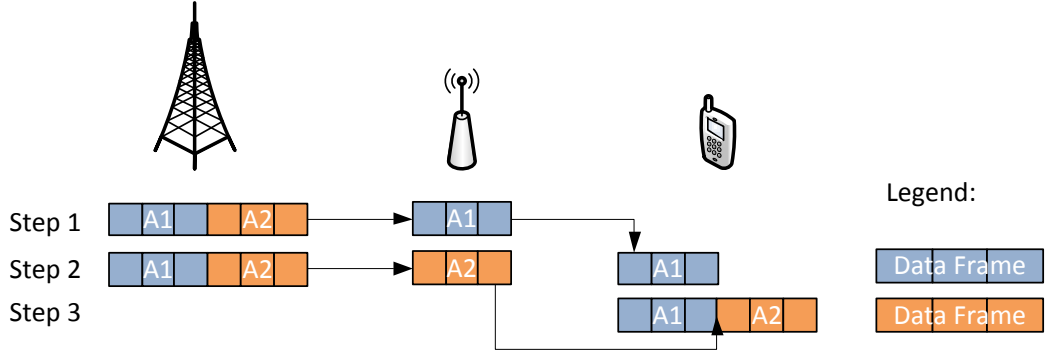 Legend:
Step 1 A1 A2 A1
Step 2 A1 A2 A2 A1 Data Frame
Step 3 A1 A2 Data Frame